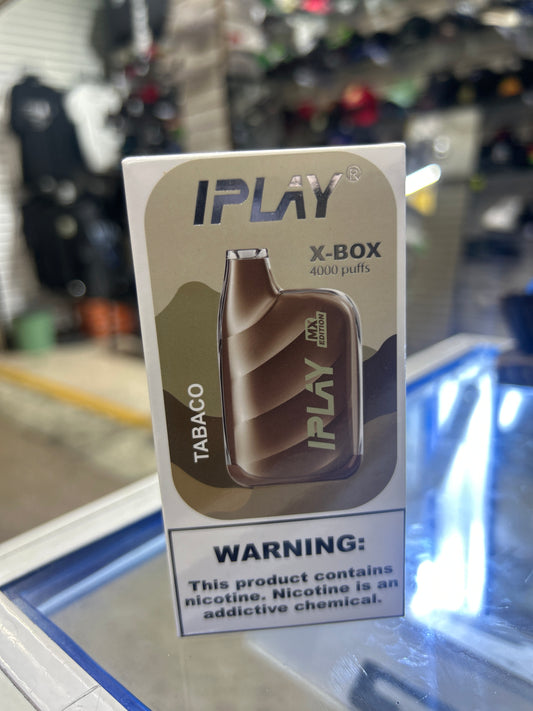 IPLAY®
X-BOX
4000 puffs
MX
EDITION
IPLAY
TABACO
WARNING:
This product contains
nicotine. Nicotine is an
addictive chemical.